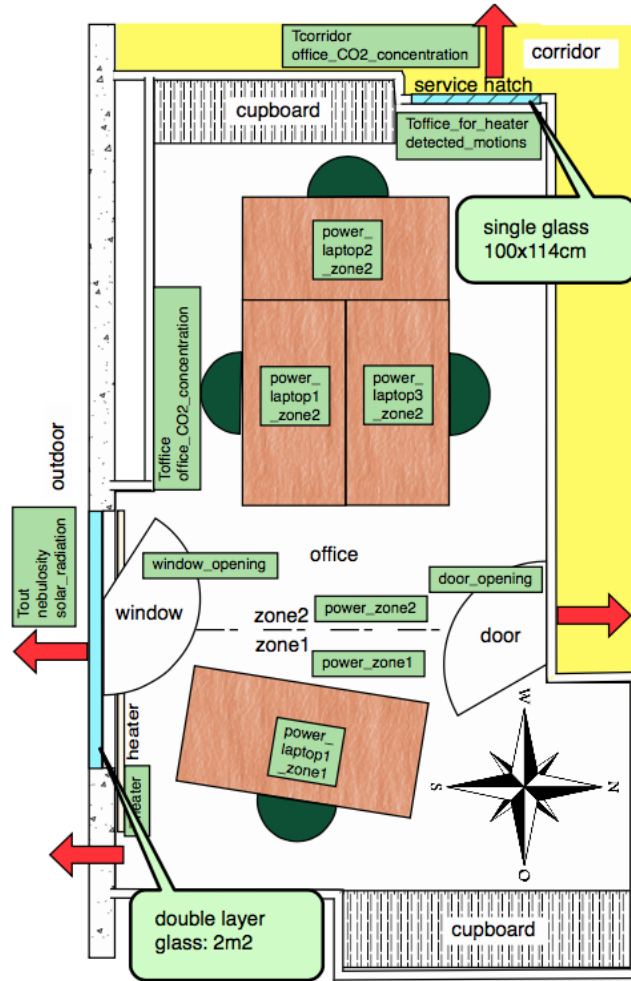 Tcorridor
office_CO2_concentration
corridor
service hatch
cupboard
Toffice_for_heater
detected_motions
single glass
100x114cm
power_
laptop2
_zone2
power_
laptop1
_zone2
power_
laptop3
_zone2
Toffice
office_CO2_concentration
outdoor
Tout
nebulosity
solar_radiation
window_opening
office
door_opening
window
zone2
power_zone2
door
zone1
power_zone1
heater
power_
laptop1
_zone1
W
S
N
O
heater
double layer
glass: 2m2
cupboard